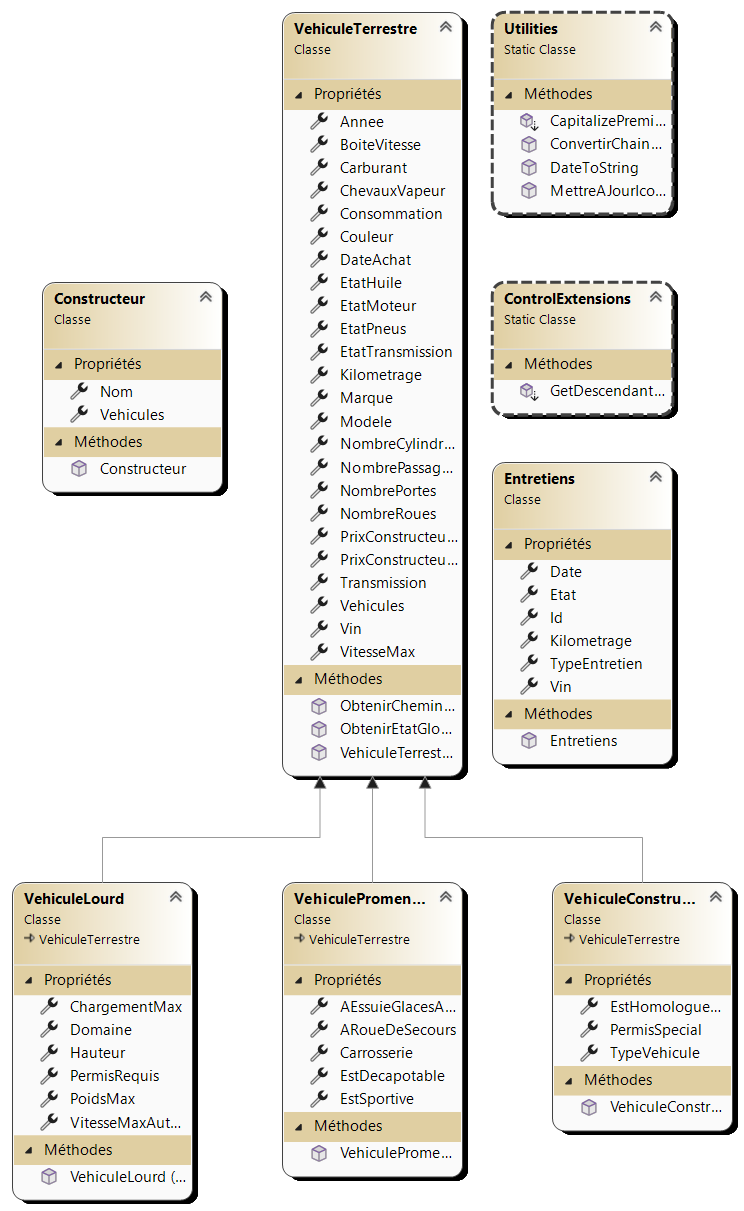 VehiculeTerrestre
Classe
Propriétés
Annee
BoiteVitesse
Carburant
ChevauxVapeur
Consommation
Couleur
DateAchat
EtatHuile
EtatMoteur
EtatPneus
EtatTransmission
Kilometrage
Marque
Modele
NombreCylindr...
NombrePassag...
NombrePortes
NombreRoues
PrixConstructeu...
PrixConstructeu...
Transmission
Vehicules
Vin
VitesseMax
Méthodes
ObtenirChemin...
ObtenirEtatGlo...
VehiculeTerrest...
Utilities
Static Classe
Méthodes
CapitalizePremi...
ConvertirChain...
DateToString
MettreAJourIco...
Constructeur
Classe
Propriétés
Nom
Vehicules
Méthodes
Constructeur
ControlExtensions
Static Classe
Méthodes
GetDescendant...
Entretiens
Classe
Propriétés
Date
Etat
Id
Kilometrage
TypeEntretien
Vin
Méthodes
Entretiens
VehiculeLourd
Classe
VehiculeTerrestre
Propriétés
ChargementMax
Domaine
Hauteur
PermisRequis
PoidsMax
VitesseMaxAut...
Méthodes
VehiculeLourd (...
VehiculePromen...
Classe
VehiculeTerrestre
Propriétés
AEssuieGlacesA...
ARoueDeSecours
Carrosserie
EstDecapotable
EstSportive
Méthodes
VehiculeProme...
VehiculeConstru...
Classe
VehiculeTerrestre
Propriétés
EstHomologue...
PermisSpecial
TypeVehicule
Méthodes
VehiculeConstr...